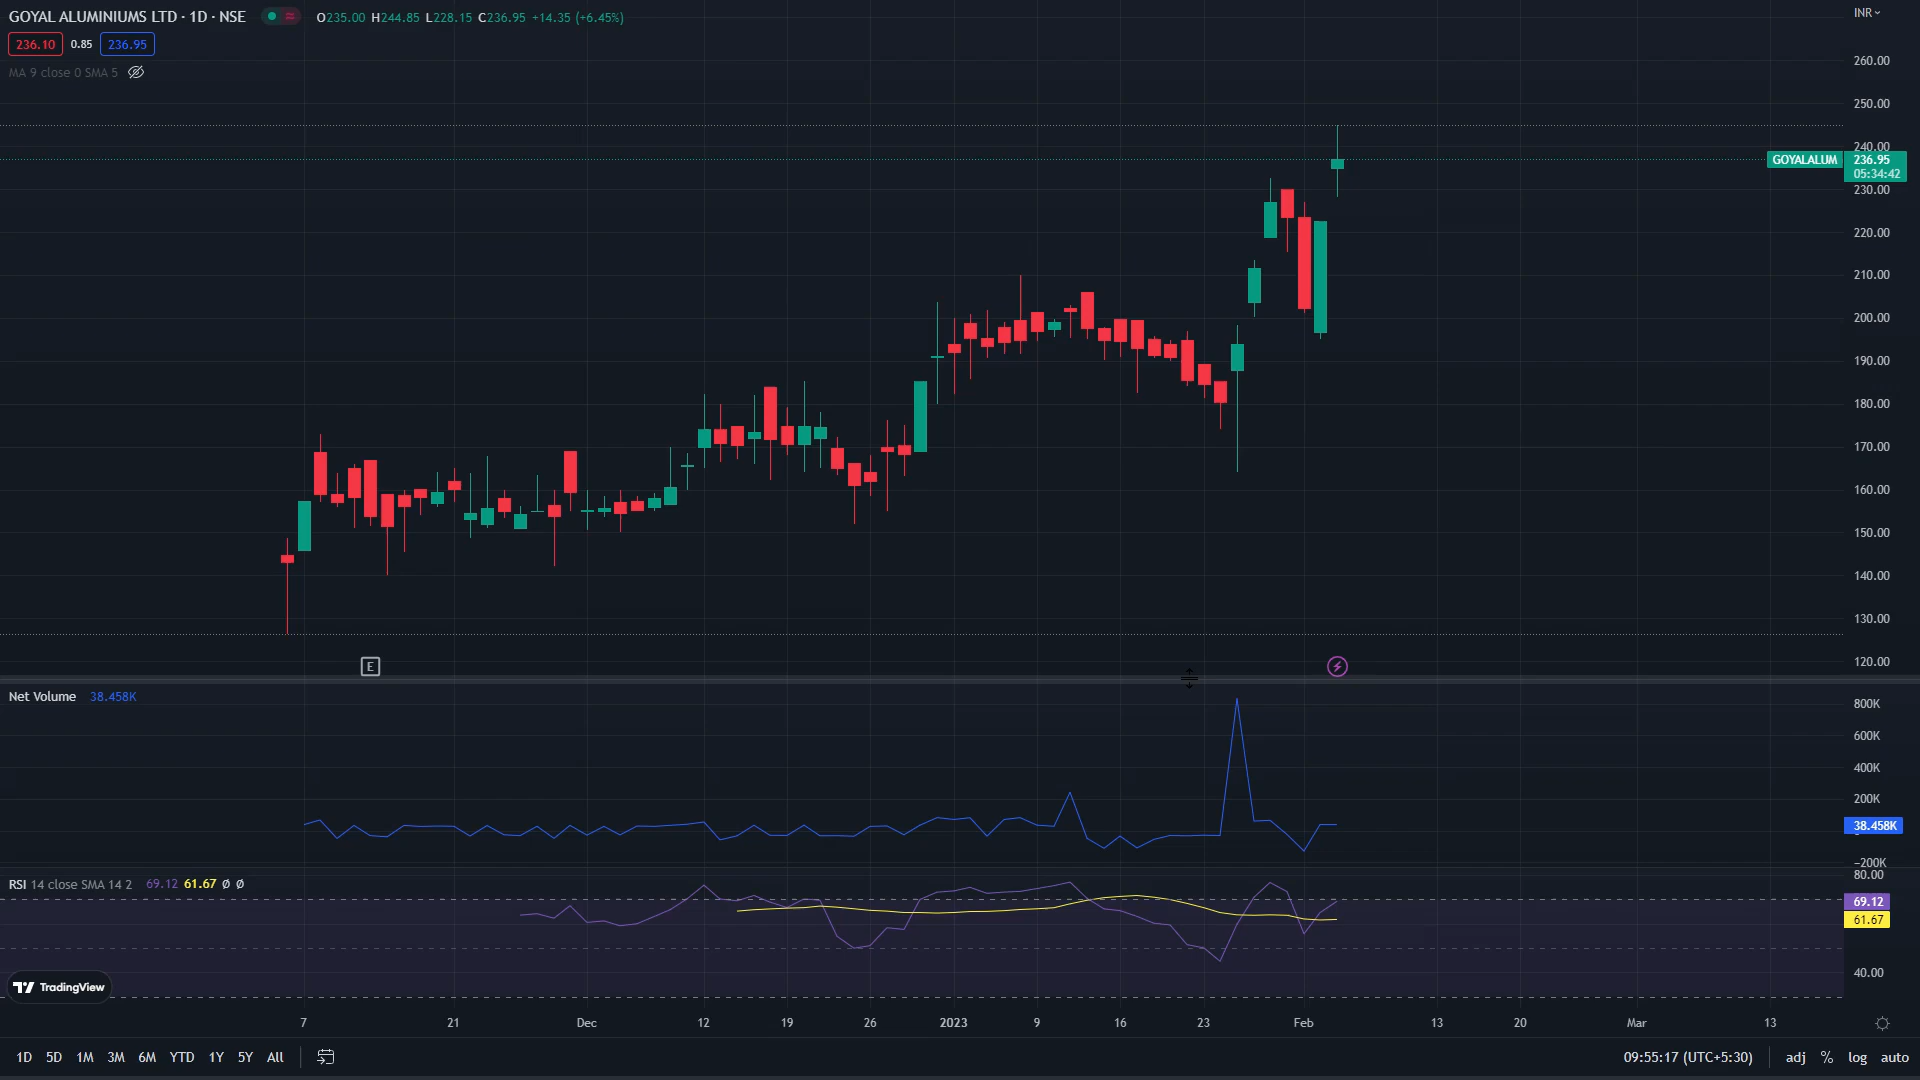 GOYAL ALUMINIUMS LTD · 1D · NSE O235.00 H244.85 L228.15 C236.95 +14.35 (+6.45%)
INR
236.10 0.85 236.95
MA 9 close 0 SMA 5
260.00
250.00
240.00
GOYALALUM 236.95
05:34:42
230.00
220.00
210.00
200.00
190.00
180.00
170.00
160.00
150.00
140.00
130.00
120.00
E
Net Volume 38.458K
800K
600K
400K
200K
38.458K
−200K
RSI 14 close SMA 14 2 69.12 61.67 Ø Ø
80.00
69.12
61.67
40.00
TradingView
7 21 Dec 12 19 26 2023 9 16 23 Feb 13 20 Mar 13
1D 5D 1M 3M 6M YTD 1Y 5Y All 09:55:17 (UTC+5:30) adj % log auto